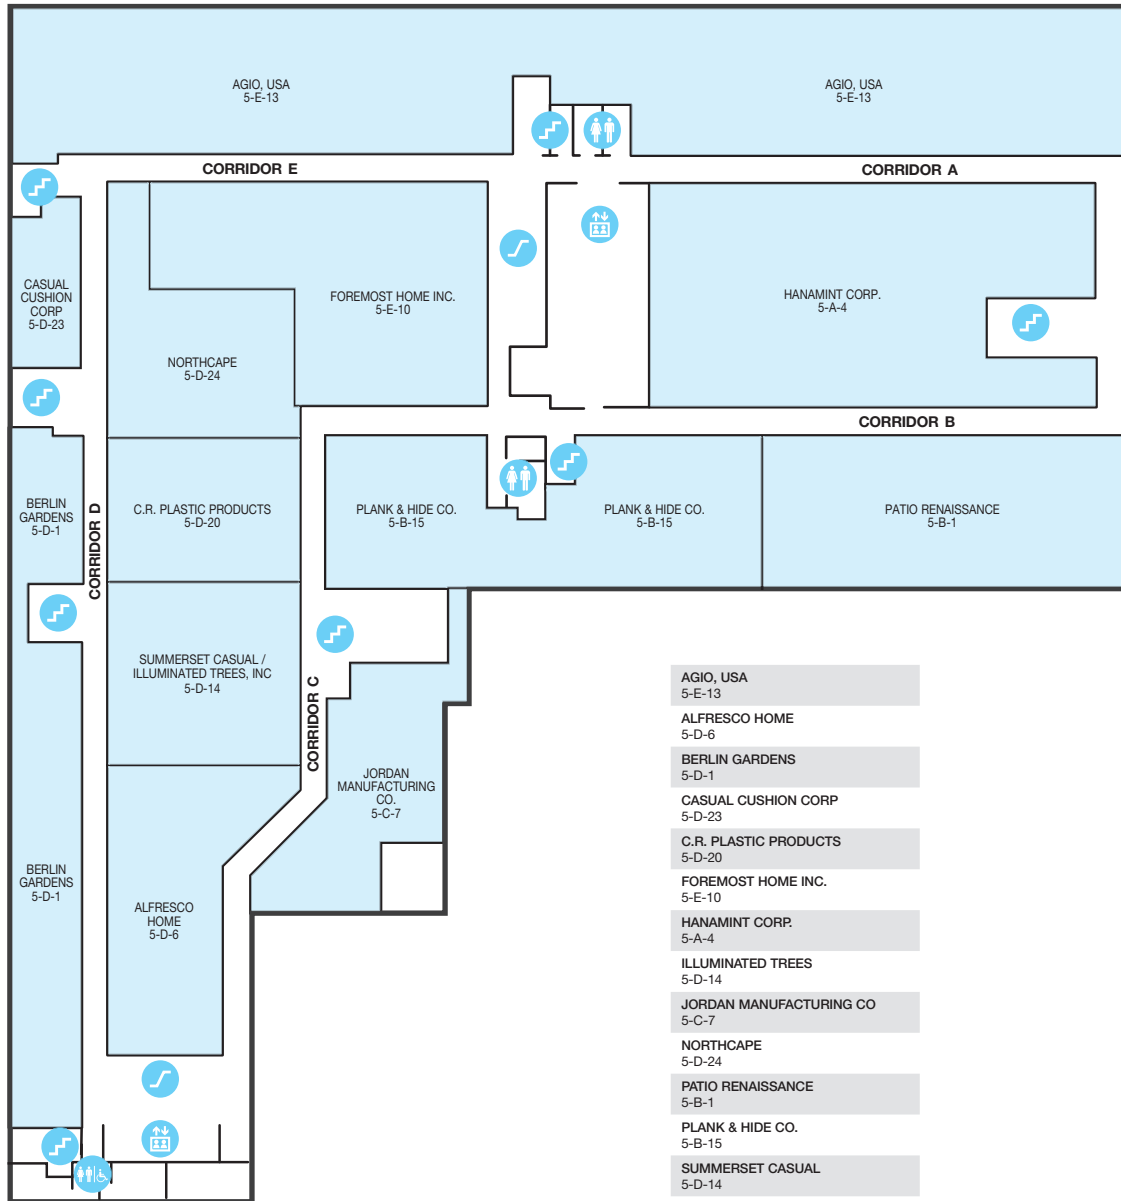 AGIO, USA
5-E-13
AGIO, USA
5-E-13
CORRIDOR E
CORRIDOR A
CASUAL
CUSHION
CORP
5-D-23
FOREMOST HOME INC.
5-E-10
HANAMINT CORP.
5-A-4
NORTHCAPE
5-D-24
CORRIDOR B
BERLIN
GARDENS
5-D-1
CORRIDOR D
C.R. PLASTIC PRODUCTS
5-D-20
PLANK & HIDE CO.
5-B-15
PLANK & HIDE CO.
5-B-15
PATIO RENAISSANCE
5-B-1
SUMMERSET CASUAL /
ILLUMINATED TREES, INC
5-D-14
CORRIDOR C
JORDAN
MANUFACTURING
CO.
5-C-7
BERLIN
GARDENS
5-D-1
ALFRESCO
HOME
5-D-6
AGIO, USA
5-E-13
ALFRESCO HOME
5-D-6
BERLIN GARDENS
5-D-1
CASUAL CUSHION CORP
5-D-23
C.R. PLASTIC PRODUCTS
5-D-20
FOREMOST HOME INC.
5-E-10
HANAMINT CORP.
5-A-4
ILLUMINATED TREES
5-D-14
JORDAN MANUFACTURING CO
5-C-7
NORTHCAPE
5-D-24
PATIO RENAISSANCE
5-B-1
PLANK & HIDE CO.
5-B-15
SUMMERSET CASUAL
5-D-14